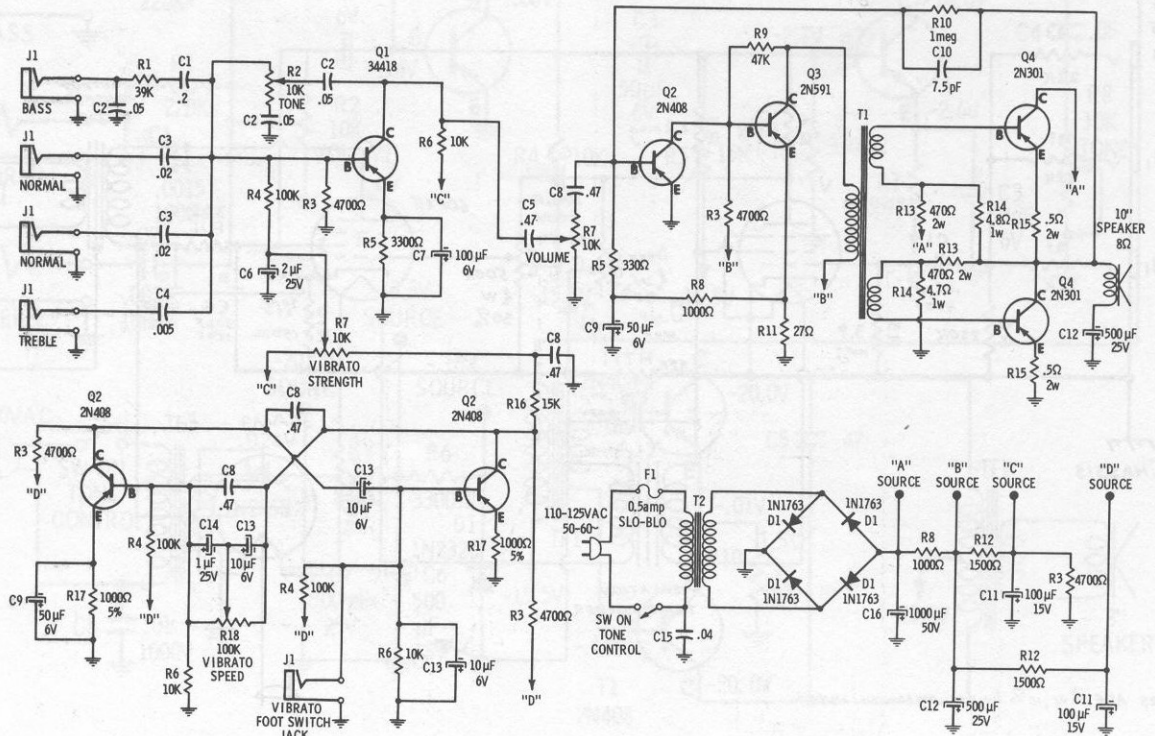 J1
BASS
C2
.05
R1
39K
C1
.2
R2
10K
TONE
C2
.05
C2
.05
Q1
34418
C
B
E
R6
10K
"C"
J1
NORMAL
C3
.02
J1
NORMAL
C3
.02
J1
TREBLE
C4
.005
R4
100K
R3
4700Ω
C6
2 µF
25V
R5
3300Ω
C7
100 µF
6V
R7
10K
VIBRATO
STRENGTH
"C"
C8
.47
C5
.47
VOLUME
C8
.47
R7
10K
Q2
2N408
C
B
E
R5
330Ω
C9
50 µF
6V
R8
1000Ω
R3
4700Ω
"B"
R9
47K
Q3
2N591
C
B
E
R11
27Ω
R10
1meg
C10
7.5 pF
T1
"B"
Q4
2N301
C
B
E
"A"
R13
470Ω
2w
"A"
R14
4.8Ω
1w
R15
.5Ω
2w
R13
470Ω 2w
R14
4.7Ω
1w
10"
SPEAKER
8Ω
Q4
2N301
C
B
E
R15
.5Ω
2w
C12
500 µF
25V
Q2
2N408
R3
4700Ω
"D"
C
B
E
C9
50 µF
6V
R17
1000Ω
5%
R4
100K
"D"
C8
.47
C8
.47
C14
1 µF
25V
C13
10 µF
6V
R18
100K
VIBRATO
SPEED
R6
10K
C13
10 µF
6V
J1
VIBRATO
FOOT SWITCH
JACK
R4
100K
"D"
R6
10K
C13
10 µF
6V
Q2
2N408
C
B
E
R17
1000Ω
5%
R16
15K
R3
4700Ω
"D"
110-125VAC
50-60~
F1
0.5amp
SLO-BLO
SW ON
TONE
CONTROL
C15
.04
T2
1N1763
D1
1N1763
D1
D1
1N1763
D1
1N1763
"A"
SOURCE
"B"
SOURCE
"C"
SOURCE
"D"
SOURCE
R8
1000Ω
R12
1500Ω
C16
1000 µF
50V
C11
100 µF
15V
R3
4700Ω
R12
1500Ω
C12
500 µF
25V
C11
100 µF
15V